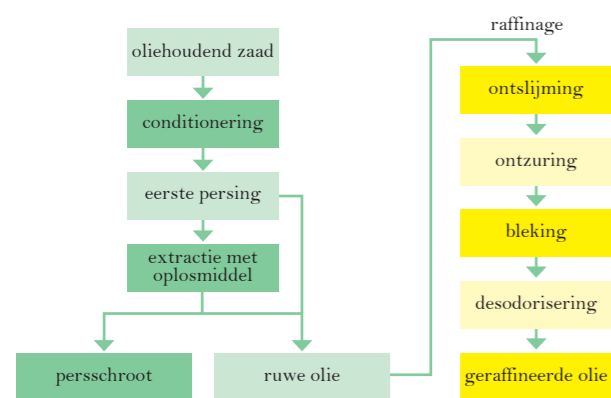 oliehoudend zaad
conditionering
eerste persing
extractie met
oplosmiddel
persschroot
ruwe olie
raffinage
ontslijming
ontzuring
bleking
desodorisering
geraffineerde olie